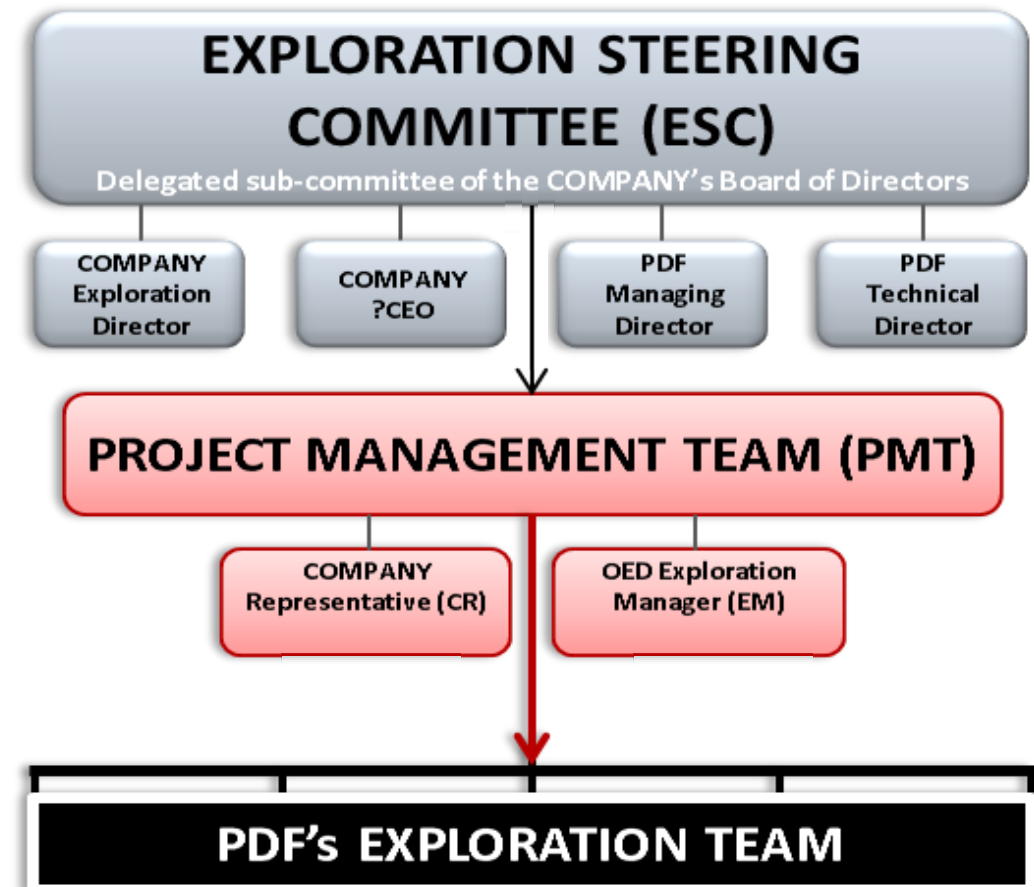 EXPLORATION STEERING
COMMITTEE (ESC)
Delegated sub-committee of the COMPANY's Board of Directors
COMPANY
Exploration
Director
COMPANY
?CEO
PDF
Managing
Director
PDF
Technical
Director
PROJECT MANAGEMENT TEAM (PMT)
COMPANY
Representative (CR)
OED Exploration
Manager (EM)
PDF's EXPLORATION TEAM